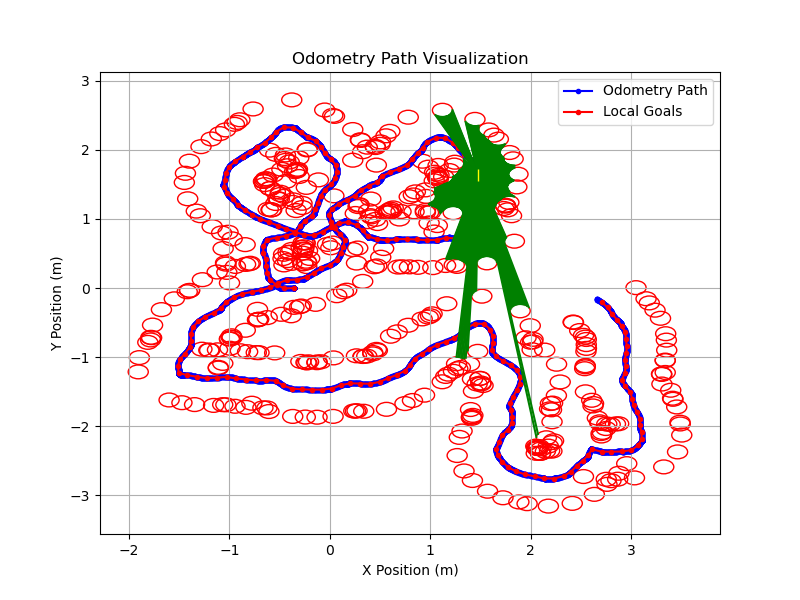 Odometry Path Visualization
Odometry Path
Local Goals
Y Position (m)
3
2
1
0
−1
−2
−3
−2
−1
0
1
2
3
X Position (m)